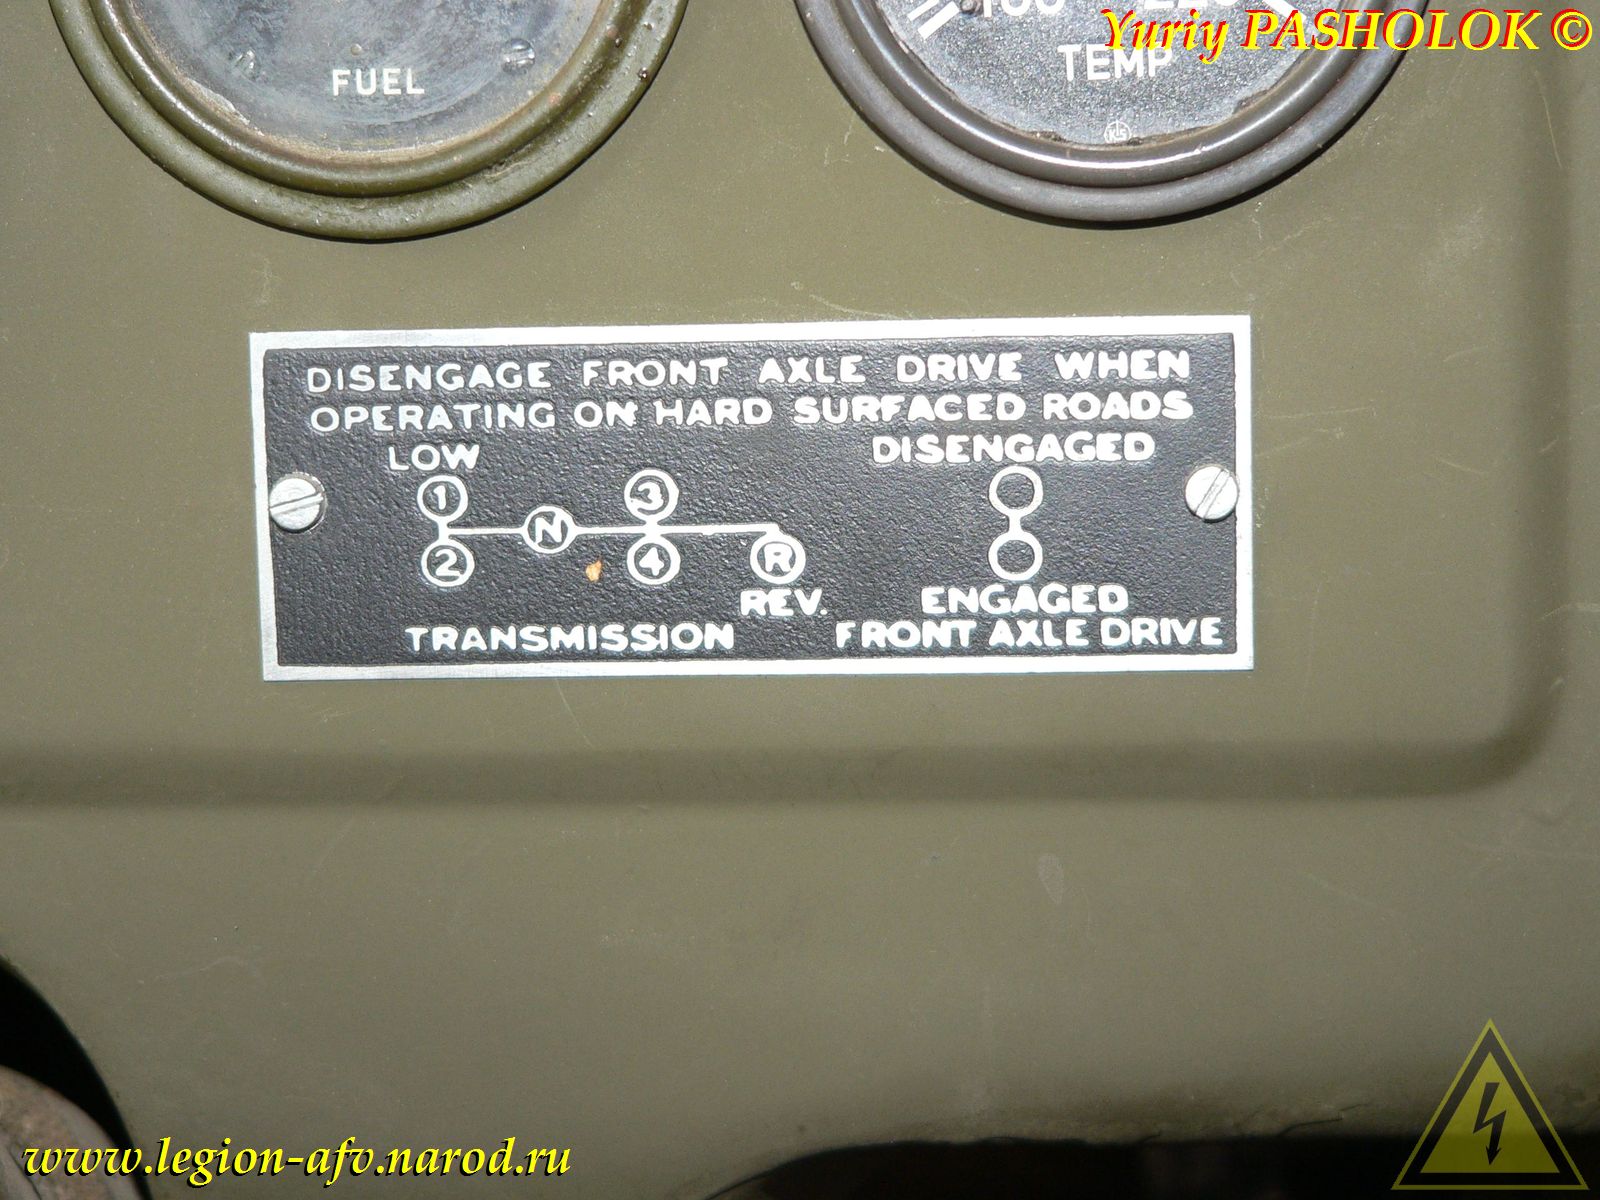 Yuriy PASHOLOK ©
FUEL
TEMP
KS
DISENGAGE FRONT AXLE DRIVE WHEN
OPERATING ON HARD SURFACED ROADS
LOW
DISENGAGED
1
3
N
2
4
R
REV.
ENGAGED
TRANSMISSION
FRONT AXLE DRIVE
www.legion-afv.narod.ru